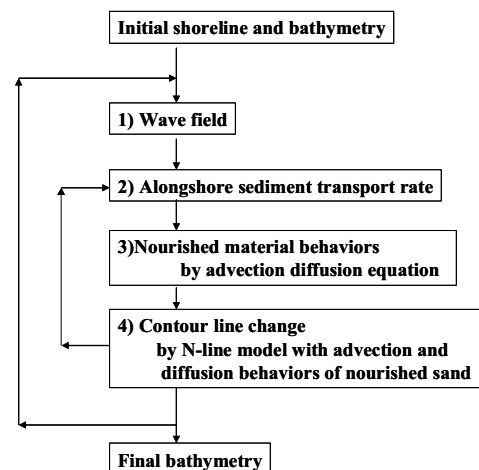 Initial shoreline and bathymetry
1) Wave field
2) Alongshore sediment transport rate
3)Nourished material behaviors
by advection diffusion equation
4) Contour line change
by N-line model with advection and
diffusion behaviors of nourished sand
Final bathymetry